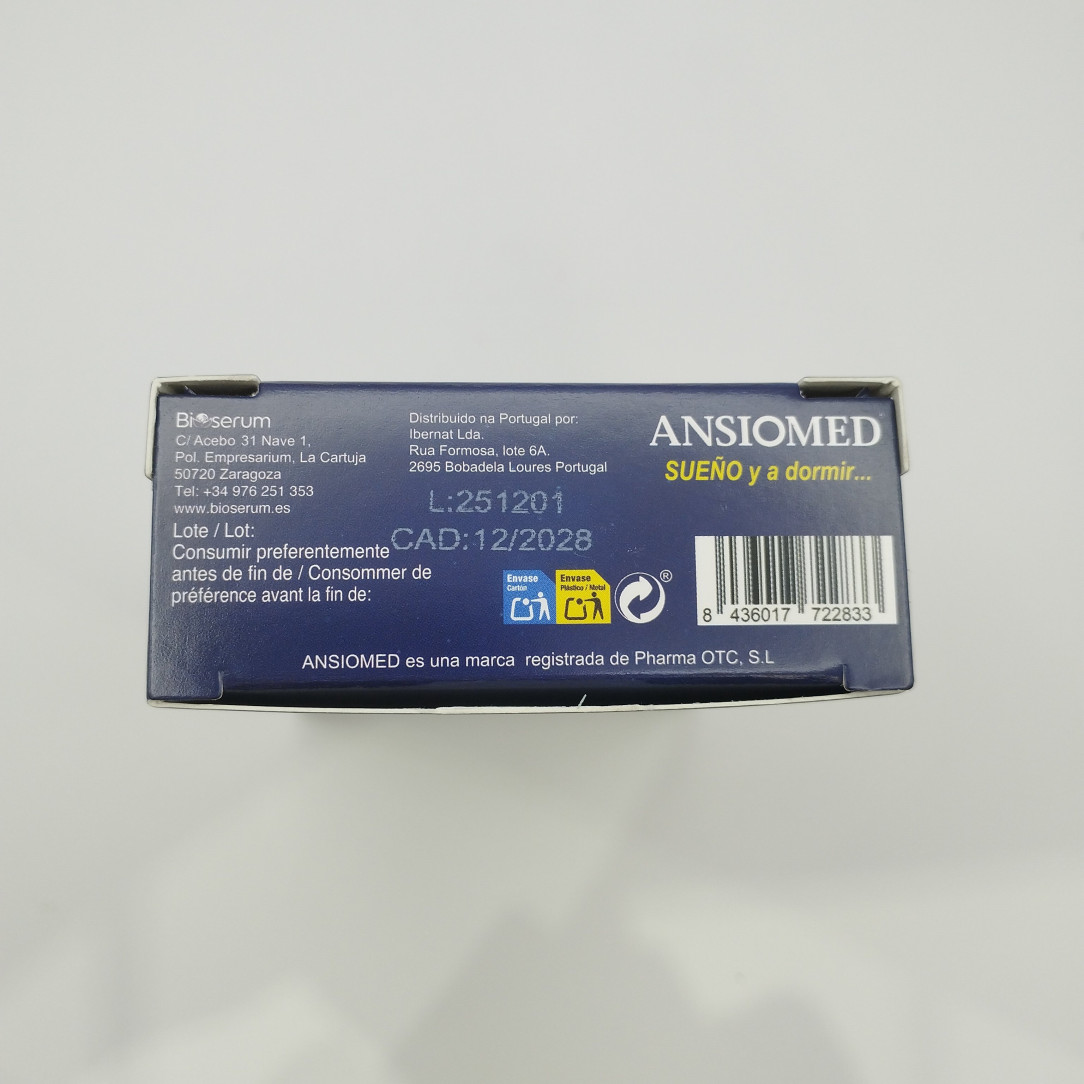 Bioserum
C/ Acebo 31 Nave 1,
Pol. Empresarium, La Cartuja
50720 Zaragoza
Tel: +34 976 251 353
www.bioserum.es
Lote / Lot:
Consumir preferentemente
antes de fin de / Consommer de
préférence avant la fin de:
Distribuido na Portugal por:
Ibernat Lda.
Rua Formosa, lote 6A.
2695 Bobadela Loures Portugal
L:251201
CAD:12/2028
ANSIOMED
SUEÑO y a dormir...
Envase
Cartón
Envase
Plástico / Metal
®
8 436017 722833
ANSIOMED es una marca registrada de Pharma OTC, S.L